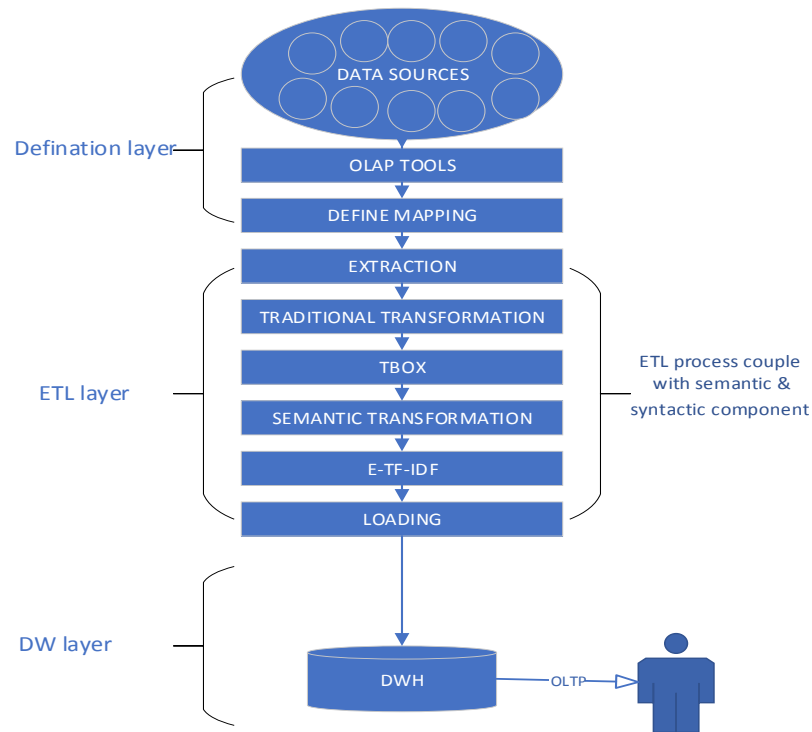 DATA SOURCES
Defination layer
OLAP TOOLS
DEFINE MAPPING
EXTRACTION
TRADITIONAL TRANSFORMATION
TBOX
ETL layer
SEMANTIC TRANSFORMATION
E-TF-IDF
LOADING
ETL process couple
with semantic &
syntactic component
DW layer
DWH
OLTP